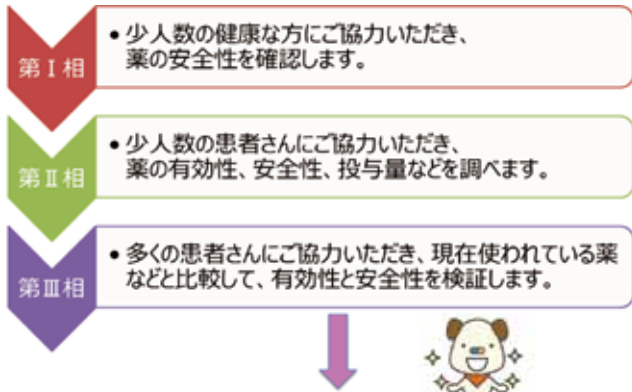 第Ⅰ相
• 少人数の健康な方にご協力いただき、
薬の安全性を確認します。
第Ⅱ相
• 少人数の患者さんにご協力いただき、
薬の有効性、安全性、投与量などを調べます。
第Ⅲ相
• 多くの患者さんにご協力いただき、現在使われている薬
などと比較して、有効性と安全性を検証します。